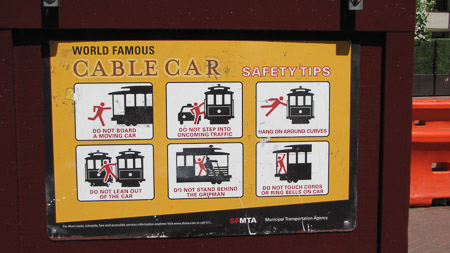 WORLD FAMOUS
CABLE CAR SAFETY TIPS
DO NOT BOARD
A MOVING CAR
DO NOT STEP INTO
ONCOMING TRAFFIC
HANG ON AROUND CURVES
DO NOT LEAN OUT
OF THE CAR
DO NOT STAND BEHIND
THE GRIPMAN
DO NOT TOUCH CORDS
OR RING BELLS ON CAR
SFMTA Municipal Transportation Agency